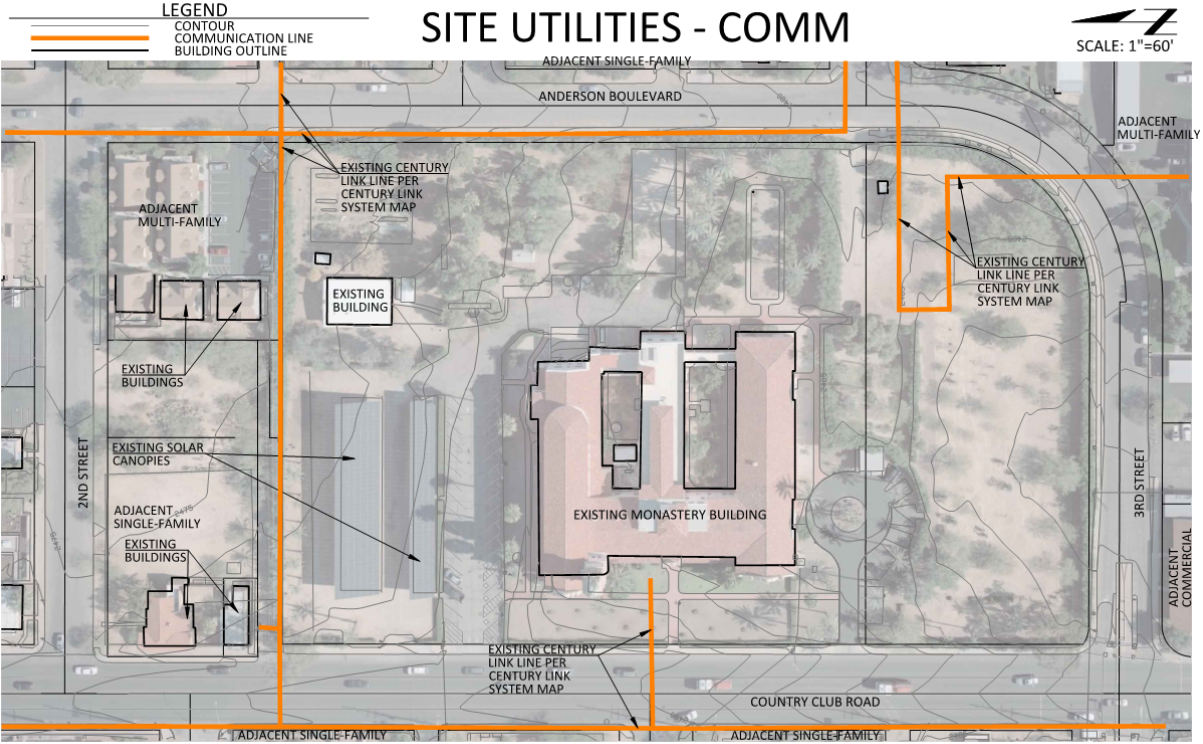 LEGEND
CONTOUR
COMMUNICATION LINE
BUILDING OUTLINE
SITE UTILITIES - COMM
Z
SCALE: 1"=60'
ADJACENT SINGLE-FAMILY
ANDERSON BOULEVARD
ADJACENT
MULTI-FAMILY
EXISTING CENTURY
LINK LINE PER
CENTURY LINK
SYSTEM MAP
ADJACENT
MULTI-FAMILY
EXISTING CENTURY
LINK LINE PER
CENTURY LINK
SYSTEM MAP
EXISTING
BUILDING
EXISTING
BUILDINGS
2ND STREET
EXISTING SOLAR
CANOPIES
3RD STREET
ADJACENT
SINGLE-FAMILY
2475
EXISTING MONASTERY BUILDING
EXISTING
BUILDINGS
ADJACENT
COMMERCIAL
EXISTING CENTURY
LINK LINE PER
CENTURY LINK
SYSTEM MAP
COUNTRY CLUB ROAD
ADJACENT SINGLE-FAMILY
ADJACENT SINGLE-FAMILY